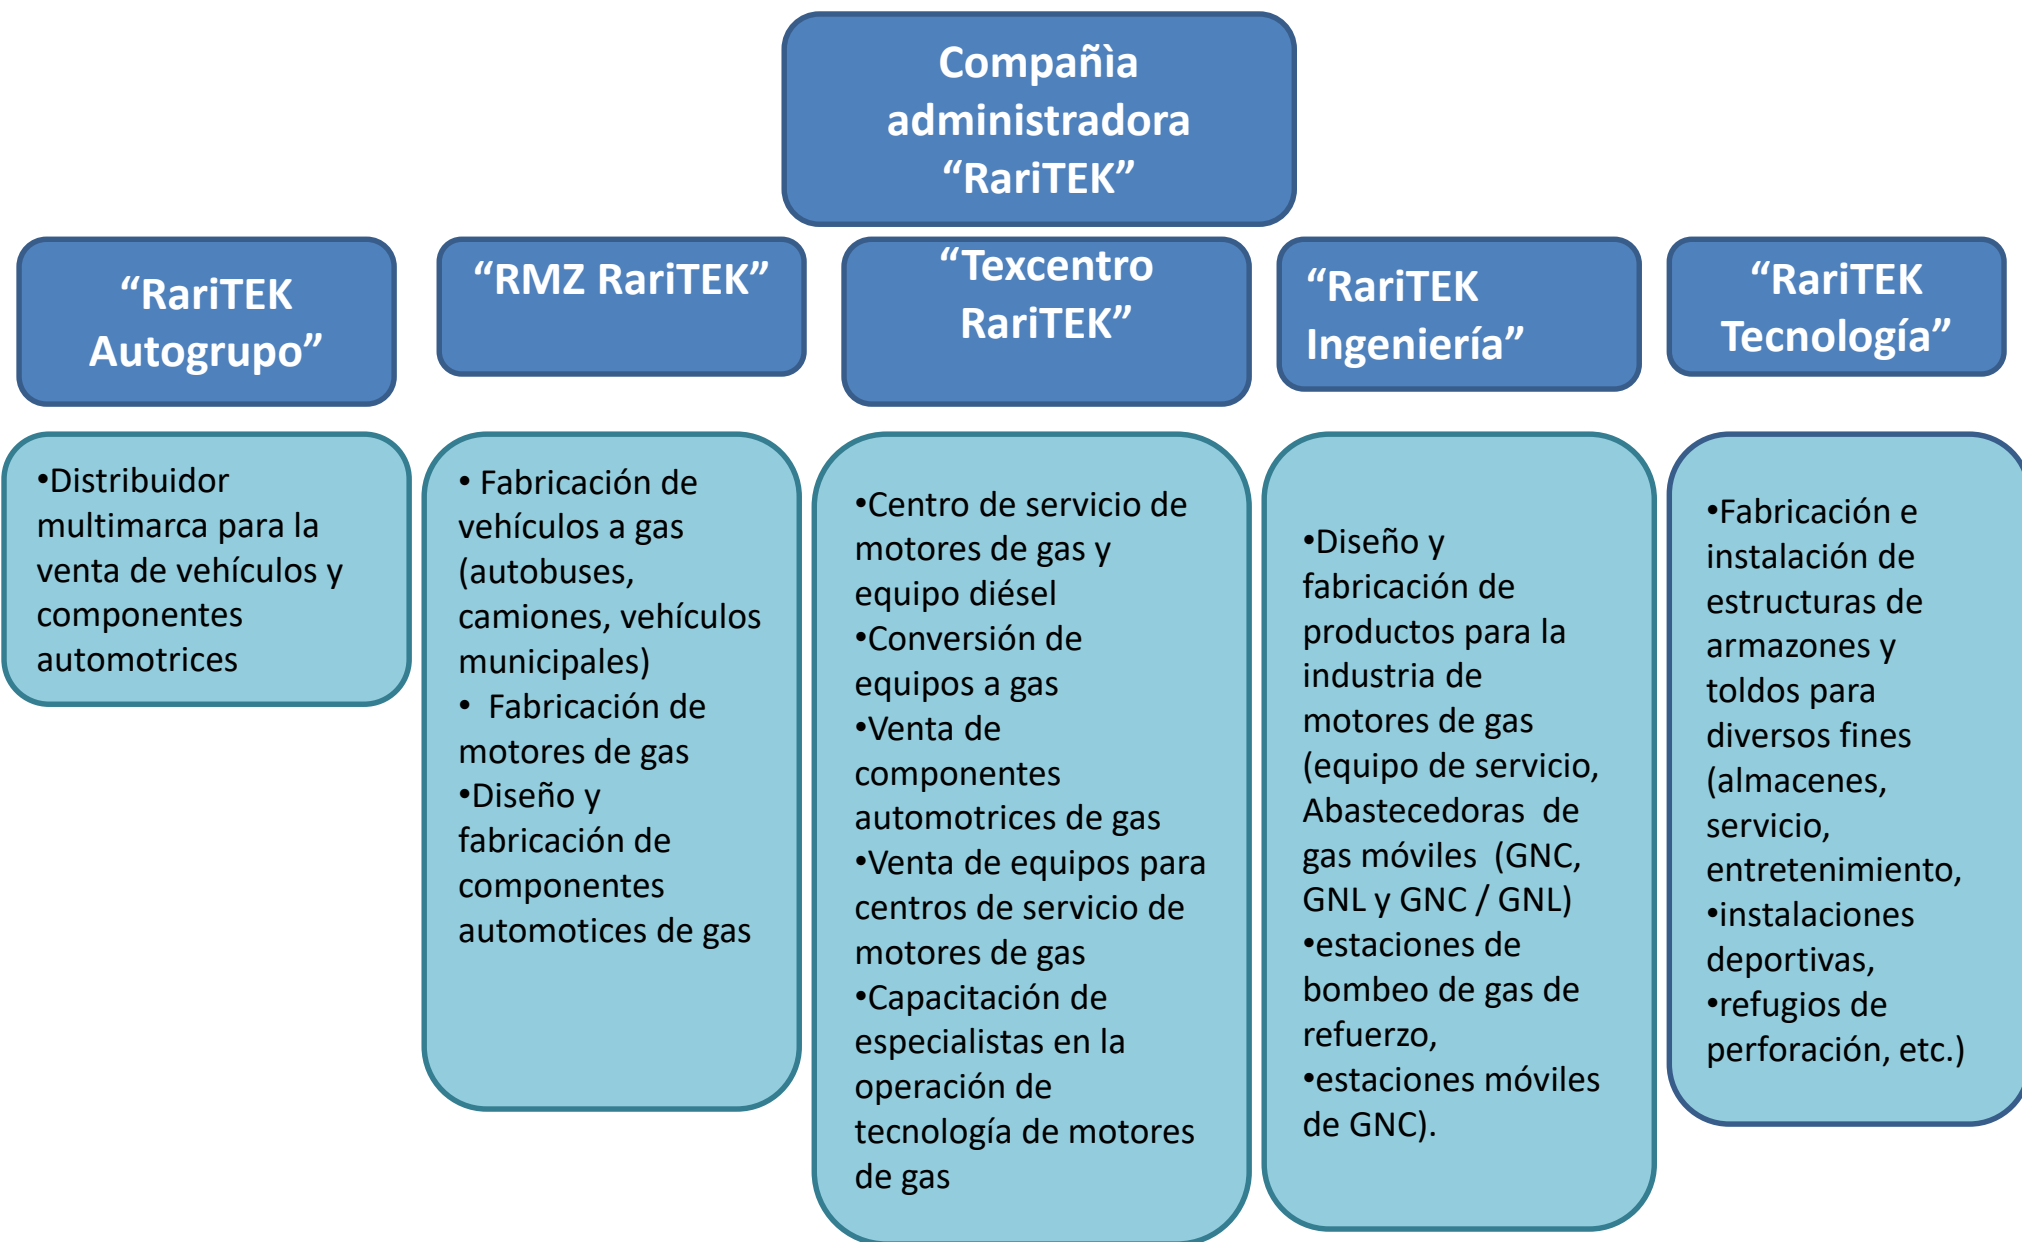 Compañìa
administradora
“RariTEK”
“RariTEK
Autogrupo”
“RMZ RariTEK”
“Texcentro
RariTEK”
“RariTEK
Ingeniería”
“RariTEK
Tecnología”
•Distribuidor
multimarca para la
venta de vehículos y
componentes
automotrices
• Fabricación de
vehículos a gas
(autobuses,
camiones, vehículos
municipales)
• Fabricación de
motores de gas
•Diseño y
fabricación de
componentes
automotices de gas
•Centro de servicio de
motores de gas y
equipo diésel
•Conversión de
equipos a gas
•Venta de
componentes
automotrices de gas
•Venta de equipos para
centros de servicio de
motores de gas
•Capacitación de
especialistas en la
operación de
tecnología de motores
de gas
•Diseño y
fabricación de
productos para la
industria de
motores de gas
(equipo de servicio,
Abastecedoras de
gas móviles (GNC,
GNL y GNC / GNL)
•estaciones de
bombeo de gas de
refuerzo,
•estaciones móviles
de GNC).
•Fabricación e
instalación de
estructuras de
armazones y
toldos para
diversos fines
(almacenes,
servicio,
entretenimiento,
•instalaciones
deportivas,
•refugios de
perforación, etc.)